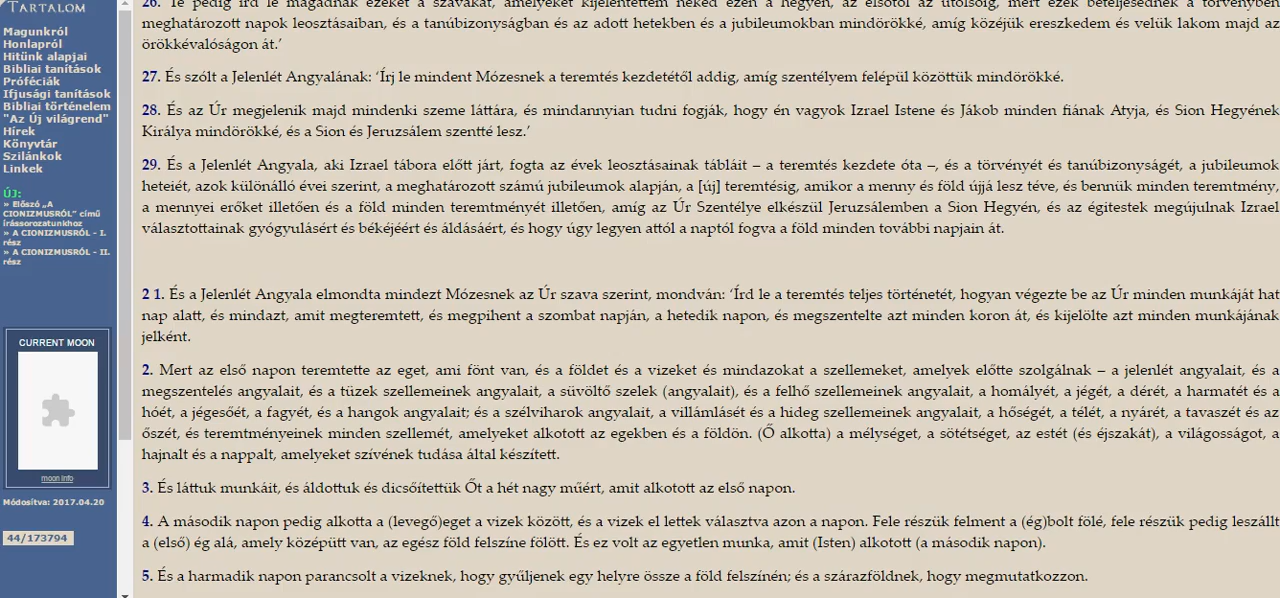 TARTALOM
Magunkról
Honlapról
Hitünk alapjai
Bibliai tanítások
Próféciák
Ifjusági tanítások
Bibliai történelem
"Az Új világrend"
Hírek
Könyvtár
Szilánkok
Linkek
ÚJ:
» Előszó „A
CIONIZMUSRÓL” című
írássorozatunkhoz
» A CIONIZMUSRÓL - I.
rész
» A CIONIZMUSRÓL - II.
rész
CURRENT MOON
moon info
Módosítva: 2017.04.20
44/173794
26. Te pedig írd le magadnak ezeket a szavakat, amelyeket kijelentettem néked ezen a hegyen, az elsőtől az utolsóig, mert ezek beteljesednek a törvényben
meghatározott napok leosztásaiban, és a tanúbizonyságban és az adott hetekben és a jubileumokban mindörökké, amíg közéjük ereszkedem és velük lakom majd az
örökkévalóságon át.’
27. És szólt a Jelenlét Angyalának: ‘Írj le mindent Mózesnek a teremtés kezdetétől addig, amíg szentélyem felépül közöttük mindörökké.
28. És az Úr megjelenik majd mindenki szeme láttára, és mindannyian tudni fogják, hogy én vagyok Izrael Istene és Jákob minden fiának Atyja, és Sion Hegyének
Királya mindörökké, és a Sion és Jeruzsálem szentté lesz.’
29. És a Jelenlét Angyala, aki Izrael tábora előtt járt, fogta az évek leosztásainak tábláit – a teremtés kezdete óta –, és a törvényét és tanúbizonyságét, a jubileumok
heteiét, azok különálló évei szerint, a meghatározott számú jubileumok alapján, a [új] teremtésig, amikor a menny és föld újjá lesz téve, és bennük minden teremtmény,
a mennyei erőket illetően és a föld minden teremtményét illetően, amíg az Úr Szentélye elkészül Jeruzsálemben a Sion Hegyén, és az égitestek megújulnak Izrael
választottainak gyógyulásért és békéjéért és áldásáért, és hogy úgy legyen attól a naptól fogva a föld minden további napjain át.
2 1. És a Jelenlét Angyala elmondta mindezt Mózesnek az Úr szava szerint, mondván: ‘Írd le a teremtés teljes történetét, hogyan végezte be az Úr minden munkáját hat
nap alatt, és mindazt, amit megteremtett, és megpihent a szombat napján, a hetedik napon, és megszentelte azt minden koron át, és kijelölte azt minden munkájának
jelként.
2. Mert az első napon teremtette az eget, ami fönt van, és a földet és a vizeket és mindazokat a szellemeket, amelyek előtte szolgálnak – a jelenlét angyalait, és a
megszentelés angyalait, és a tüzek szellemeinek angyalait, a süvöltő szelek (angyalait), és a felhő szellemeinek angyalait, a homályét, a jégét, a dérét, a harmatét és a
hóét, a jégesőét, a fagyét, és a hangok angyalait; és a szélviharok angyalait, a villámlását és a hideg szellemeinek angyalait, a hőségét, a télét, a nyárét, a tavaszét és az
őszét, és teremtményeinek minden szellemét, amelyeket alkotott az egekben és a földön. (Ő alkotta) a mélységet, a sötétséget, az estét (és éjszakát), a világosságot, a
hajnalt és a nappalt, amelyeket szívének tudása által készített.
3. És láttuk munkáit, és áldottuk és dicsőítettük Őt a hét nagy műért, amit alkotott az első napon.
4. A második napon pedig alkotta a (levegő)eget a vizek között, és a vizek el lettek választva azon a napon. Fele részük felment a (ég)bolt fölé, fele részük pedig leszállt
a (első) ég alá, amely középütt van, az egész föld felszíne fölött. És ez volt az egyetlen munka, amit (Isten) alkotott (a második napon).
5. És a harmadik napon parancsolt a vizeknek, hogy gyűljenek egy helyre össze a föld felszínén; és a szárazföldnek, hogy megmutatkozzon.